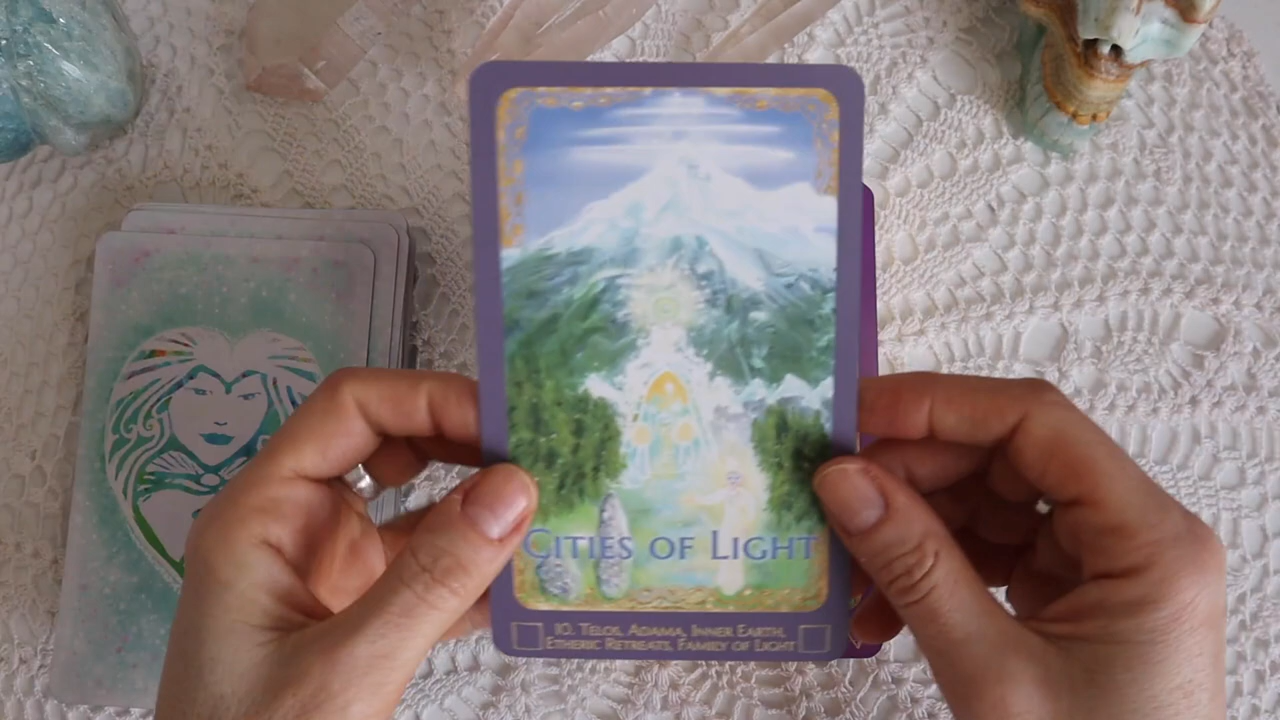 CITIES OF LIGHT
10. TELOS, ADAMA, INNER EARTH,
ETHERIC RETREATS, FAMILY OF LIGHT